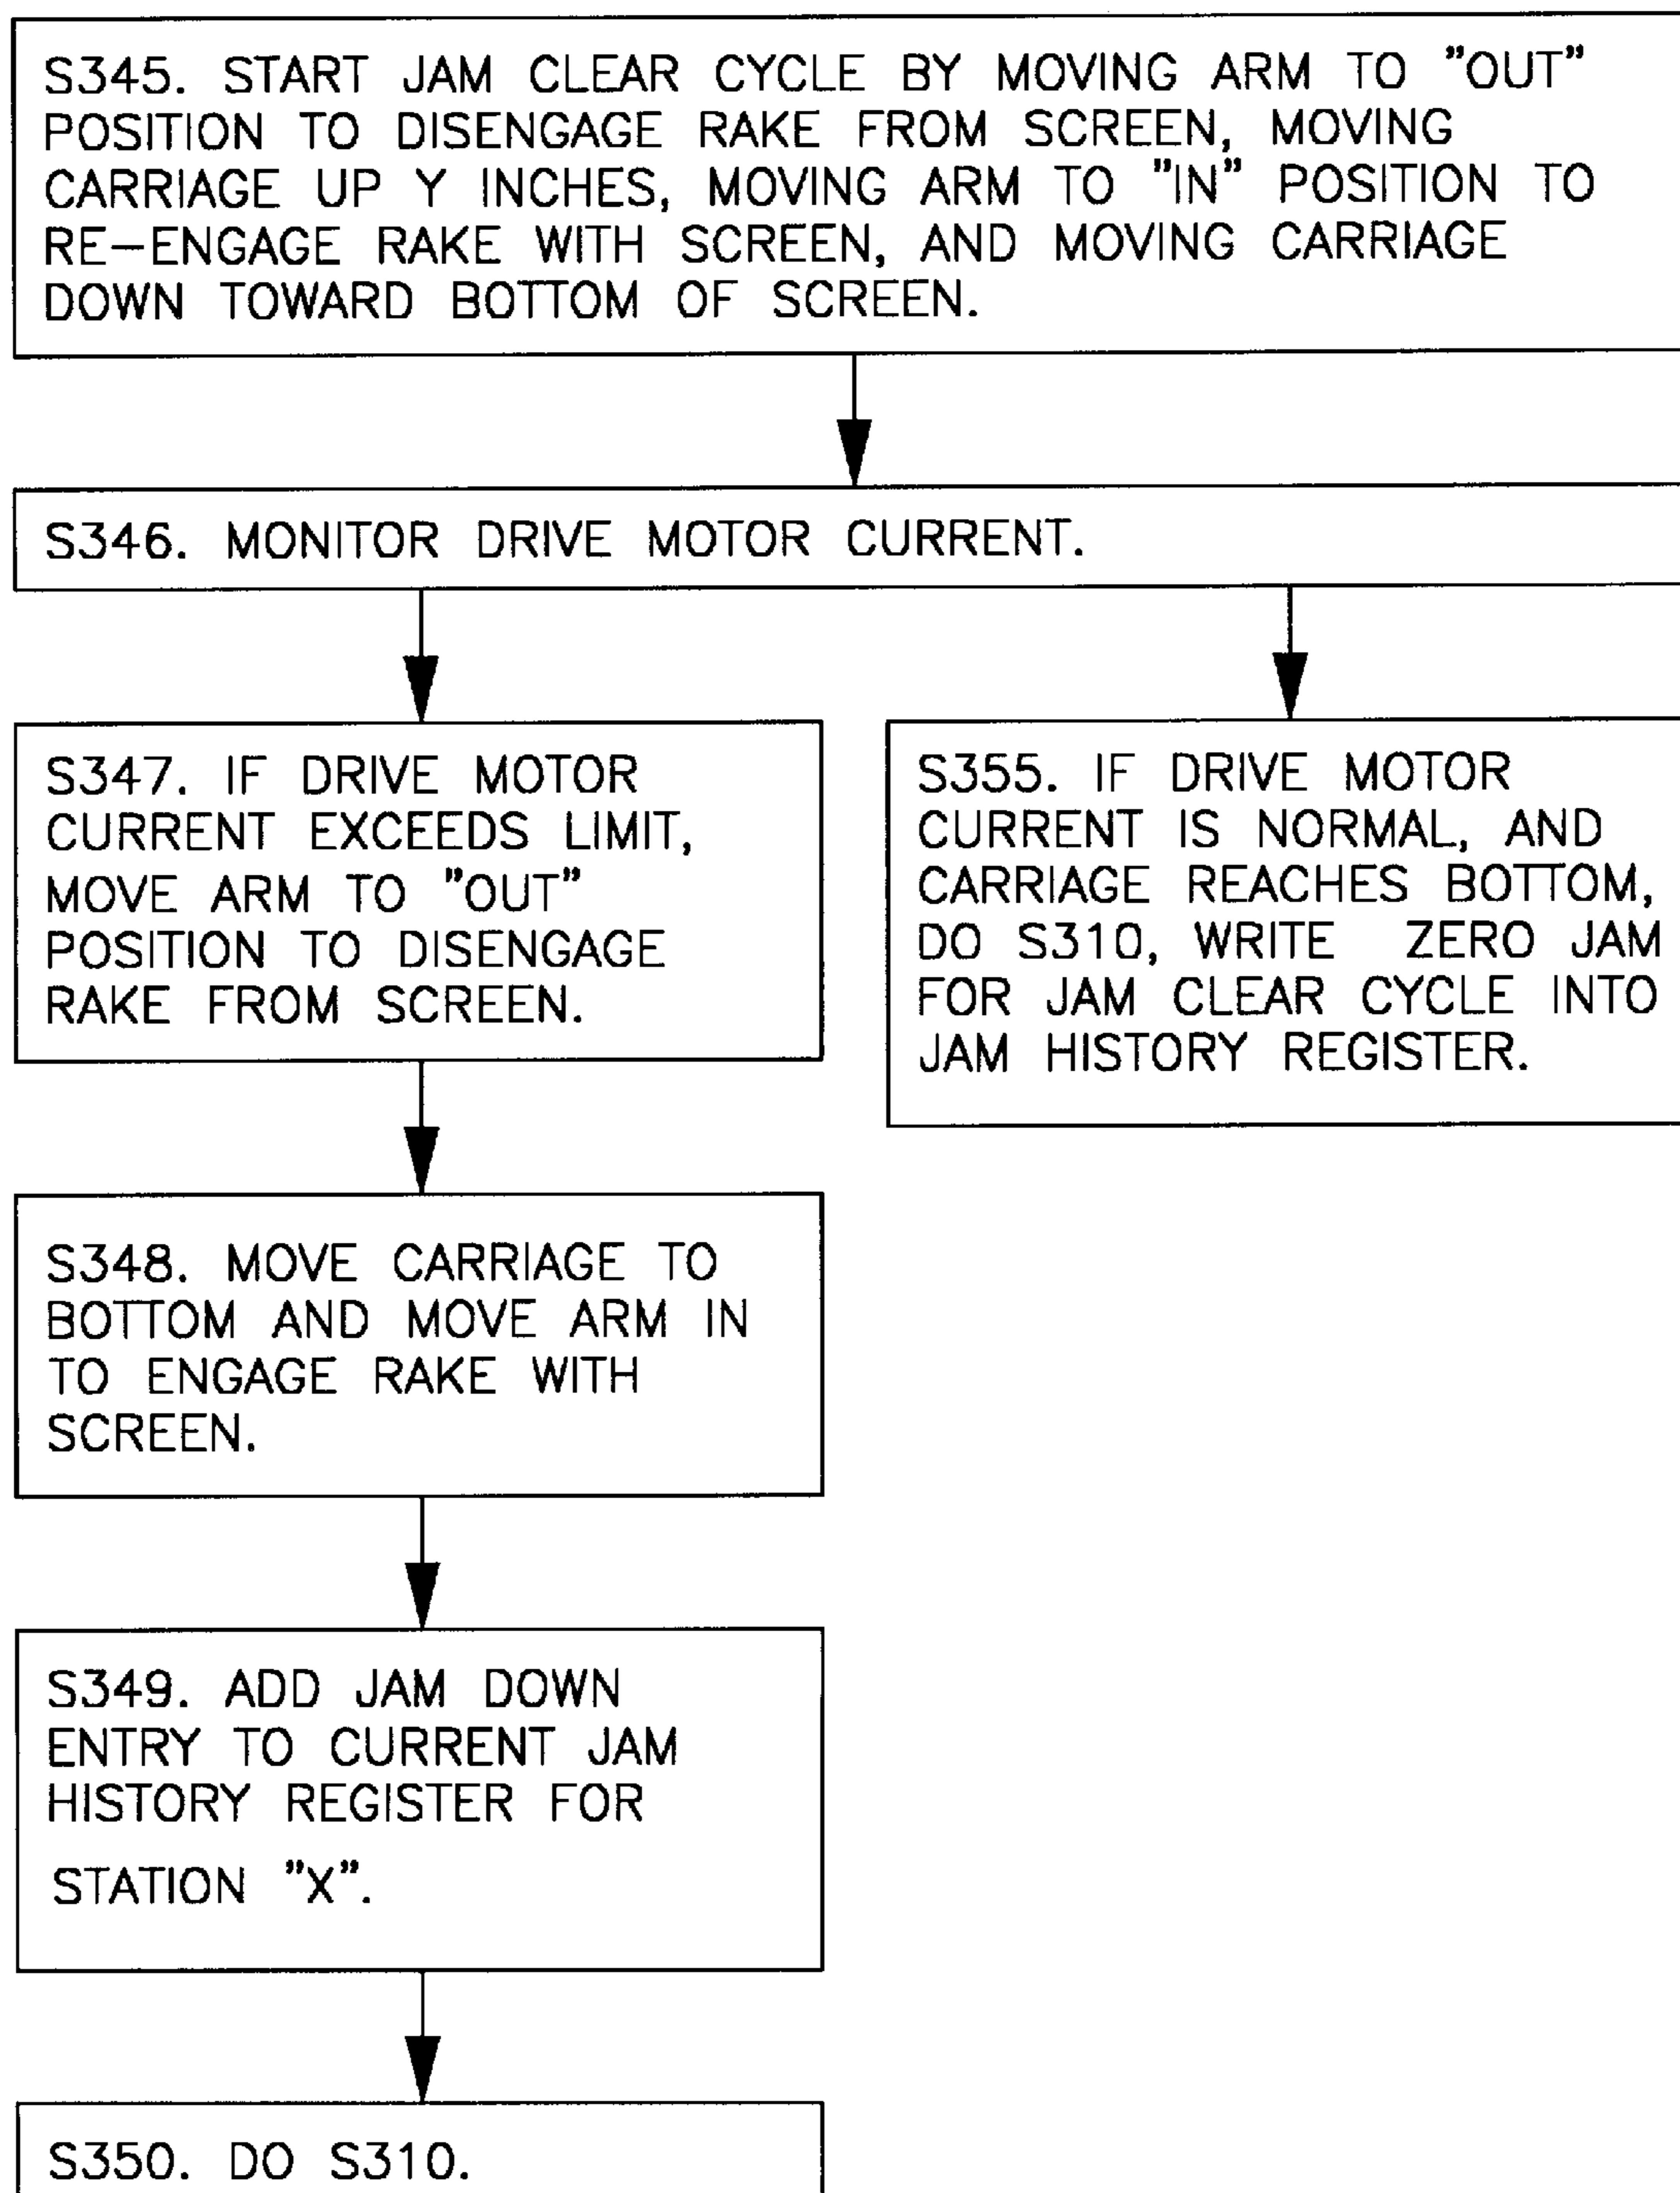 S345. START JAM CLEAR CYCLE BY MOVING ARM TO "OUT"
POSITION TO DISENGAGE RAKE FROM SCREEN, MOVING
CARRIAGE UP Y INCHES, MOVING ARM TO "IN" POSITION TO
RE-ENGAGE RAKE WITH SCREEN, AND MOVING CARRIAGE
DOWN TOWARD BOTTOM OF SCREEN.
S346. MONITOR DRIVE MOTOR CURRENT.
S347. IF DRIVE MOTOR
CURRENT EXCEEDS LIMIT,
MOVE ARM TO "OUT"
POSITION TO DISENGAGE
RAKE FROM SCREEN.
S355. IF DRIVE MOTOR
CURRENT IS NORMAL, AND
CARRIAGE REACHES BOTTOM,
DO S310, WRITE ZERO JAM
FOR JAM CLEAR CYCLE INTO
JAM HISTORY REGISTER.
S348. MOVE CARRIAGE TO
BOTTOM AND MOVE ARM IN
TO ENGAGE RAKE WITH
SCREEN.
S349. ADD JAM DOWN
ENTRY TO CURRENT JAM
HISTORY REGISTER FOR
STATION "X".
S350. DO S310.